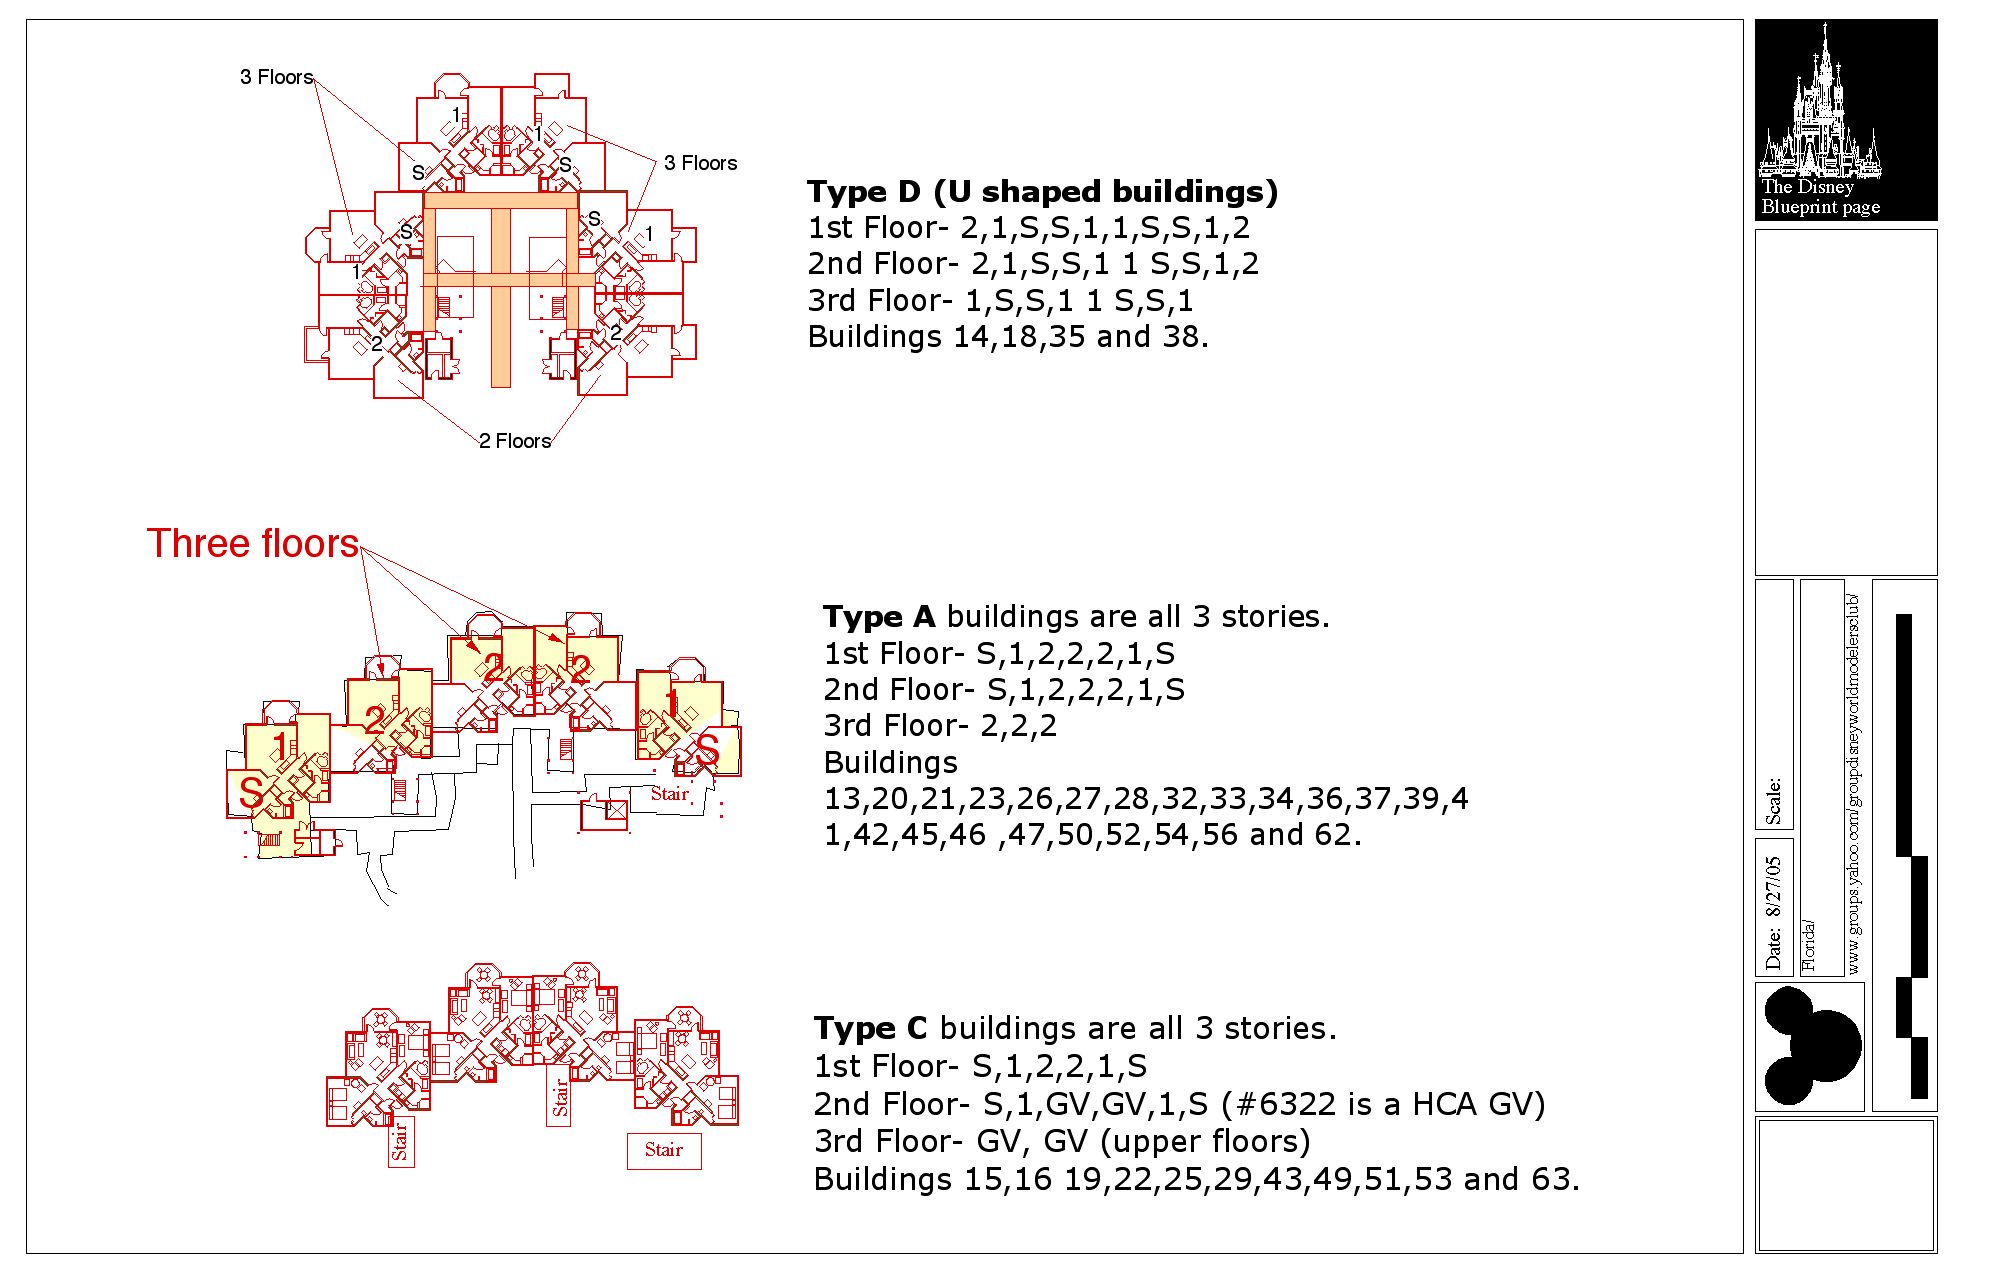 3 Floors
1
1
3 Floors
S
S
S
S
1
1
2
2
2 Floors
Type D (U shaped buildings)
1st Floor- 2,1,S,S,1,1,S,S,1,2
2nd Floor- 2,1,S,S,1 1 S,S,1,2
3rd Floor- 1,S,S,1 1 S,S,1
Buildings 14,18,35 and 38.
Three floors
2
2
1
2
1
S
S
Stair
Type A buildings are all 3 stories.
1st Floor- S,1,2,2,2,1,S
2nd Floor- S,1,2,2,2,1,S
3rd Floor- 2,2,2
Buildings
13,20,21,23,26,27,28,32,33,34,36,37,39,4
1,42,45,46 ,47,50,52,54,56 and 62.
Stair
Stair
Stair
Type C buildings are all 3 stories.
1st Floor- S,1,2,2,1,S
2nd Floor- S,1,GV,GV,1,S (#6322 is a HCA GV)
3rd Floor- GV, GV (upper floors)
Buildings 15,16 19,22,25,29,43,49,51,53 and 63.
The Disney
Blueprint page
Scale:
Date: 8/27/05
Florida/
www.groups.yahoo.com/groupdisneyworldmodelersclub/